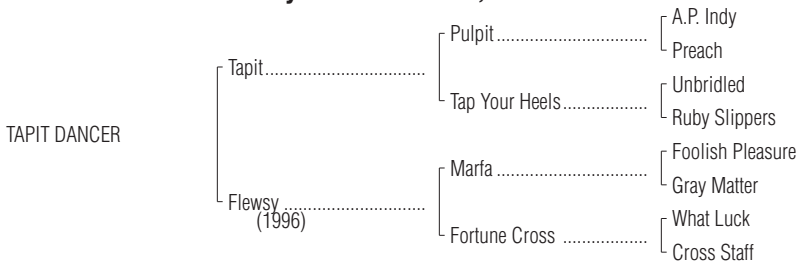 A.P. Indy
Pulpit
Preach
Tapit
Unbridled
Tap Your Heels
Ruby Slippers
TAPIT DANCER
Foolish Pleasure
Marfa
Gray Matter
Flewsy
(1996)
What Luck
Fortune Cross
Cross Staff